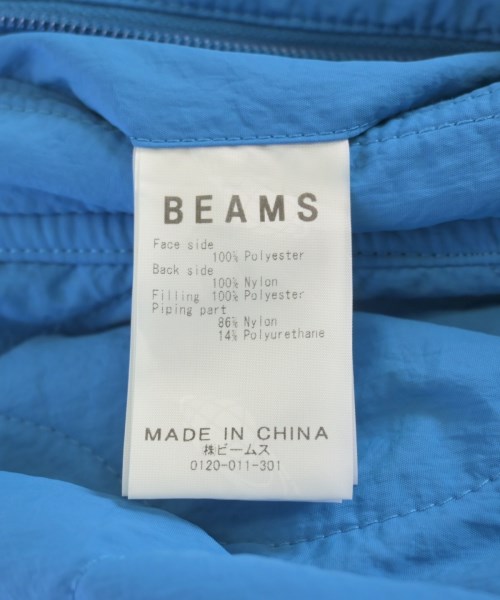 BEAMS
Face side
100% Polyester
Back side
100% Nylon
Filling 100% Polyester
Piping part
86% Nylon
14% Polyurethane
MADE IN CHINA
㈱ビームス
0120-011-301